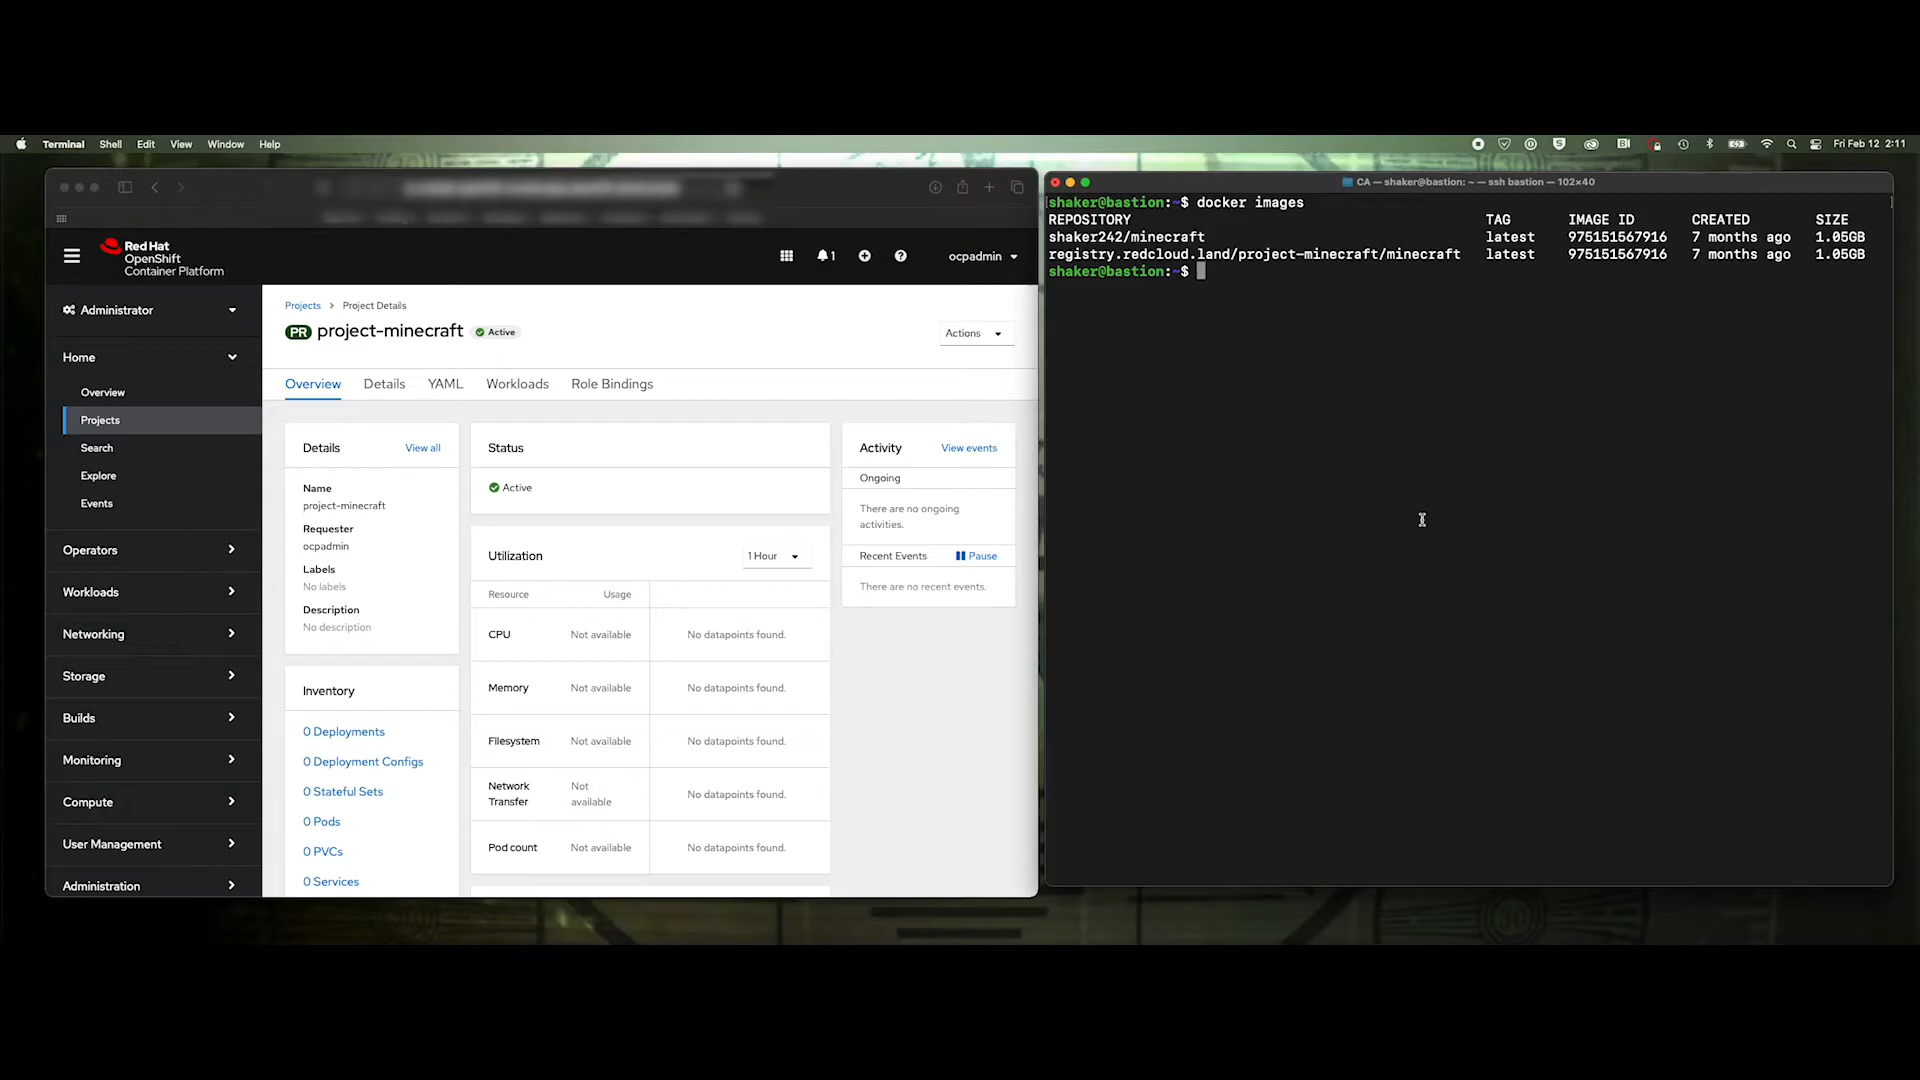 Terminal Shell Edit View Window Help
Fri Feb 12 2:11
Red Hat
OpenShift
Container Platform
1
ocpadmin
Administrator
Home
Overview
Projects
Search
Explore
Events
Operators
Workloads
Networking
Storage
Builds
Monitoring
Compute
User Management
Administration
Projects > Project Details
PR project-minecraft Active
Actions
Overview Details YAML Workloads Role Bindings
Details View all
Name
project-minecraft
Requester
ocpadmin
Labels
No labels
Description
No description
Inventory
0 Deployments
0 Deployment Configs
0 Stateful Sets
0 Pods
0 PVCs
0 Services
Status
Active
Utilization 1 Hour
Resource Usage
CPU Not available No datapoints found.
Memory Not available No datapoints found.
Filesystem Not available No datapoints found.
Network Transfer Not available No datapoints found.
Pod count Not available No datapoints found.
Activity View events
Ongoing
There are no ongoing
activities.
Recent Events Pause
There are no recent events.
CA — shaker@bastion: ~ — ssh bastion — 102×40
shaker@bastion:~$ docker images
REPOSITORY TAG IMAGE ID CREATED SIZE
shaker242/minecraft latest 975151567916 7 months ago 1.05GB
registry.redcloud.land/project-minecraft/minecraft latest 975151567916 7 months ago 1.05GB
shaker@bastion:~$